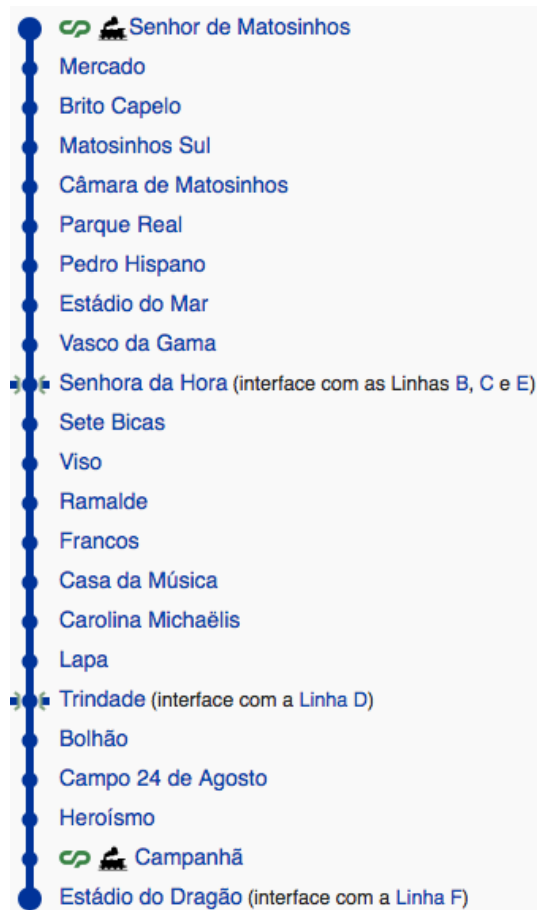 Senhor de Matosinhos
Mercado
Brito Capelo
Matosinhos Sul
Câmara de Matosinhos
Parque Real
Pedro Hispano
Estádio do Mar
Vasco da Gama
Senhora da Hora (interface com as Linhas B, C e E)
Sete Bicas
Viso
Ramalde
Francos
Casa da Música
Carolina Michaëlis
Lapa
Trindade (interface com a Linha D)
Bolhão
Campo 24 de Agosto
Heroísmo
Campanhã
Estádio do Dragão (interface com a Linha F)